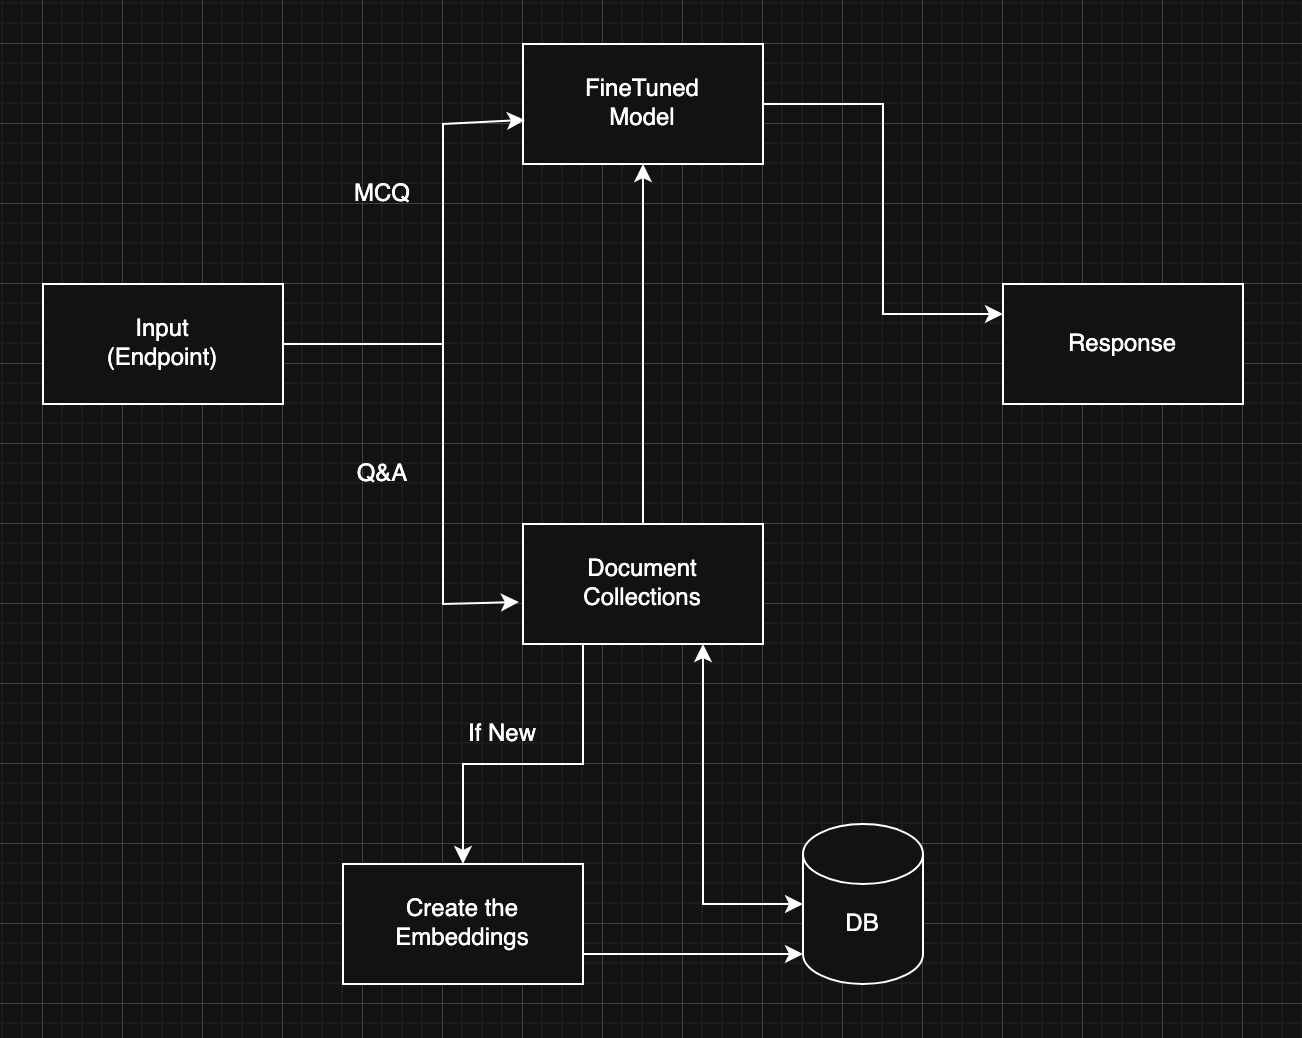 FineTuned
Model
MCQ
Input
(Endpoint)
Response
Q&A
Document
Collections
If New
Create the
Embeddings
DB